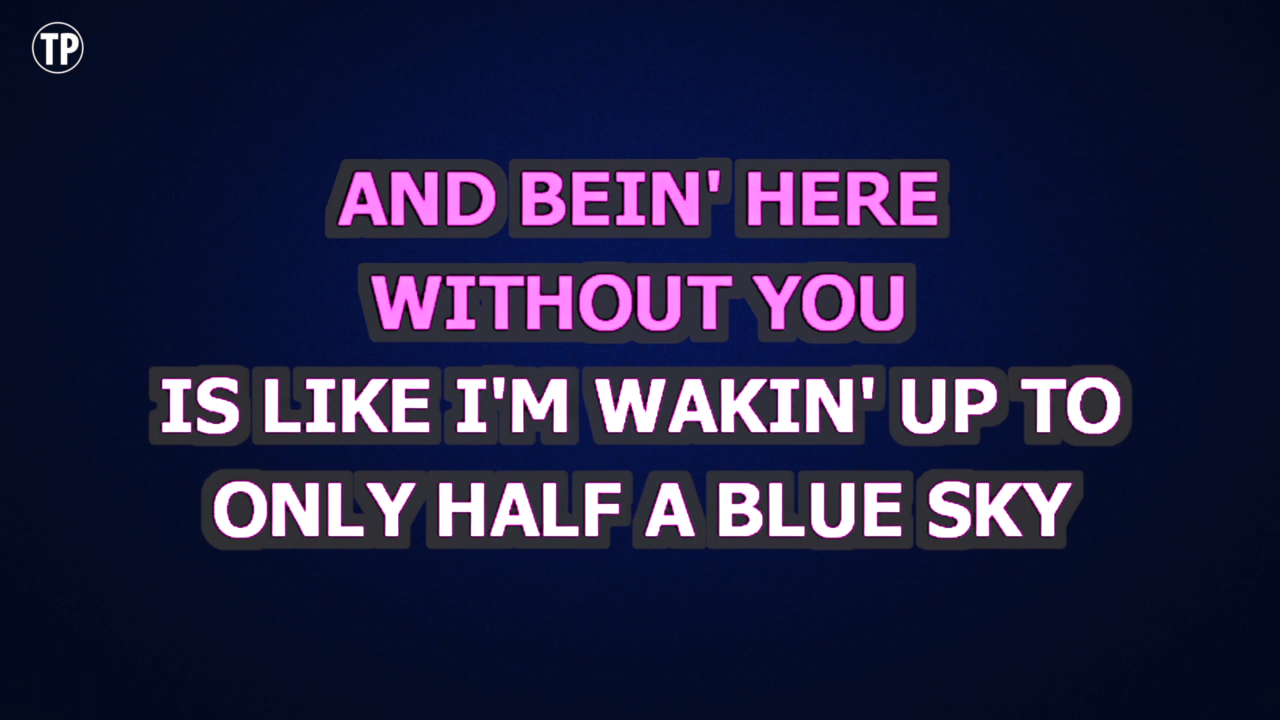 TP
AND BEIN' HERE
WITHOUT YOU
IS LIKE I'M WAKIN' UP TO
ONLY HALF A BLUE SKY